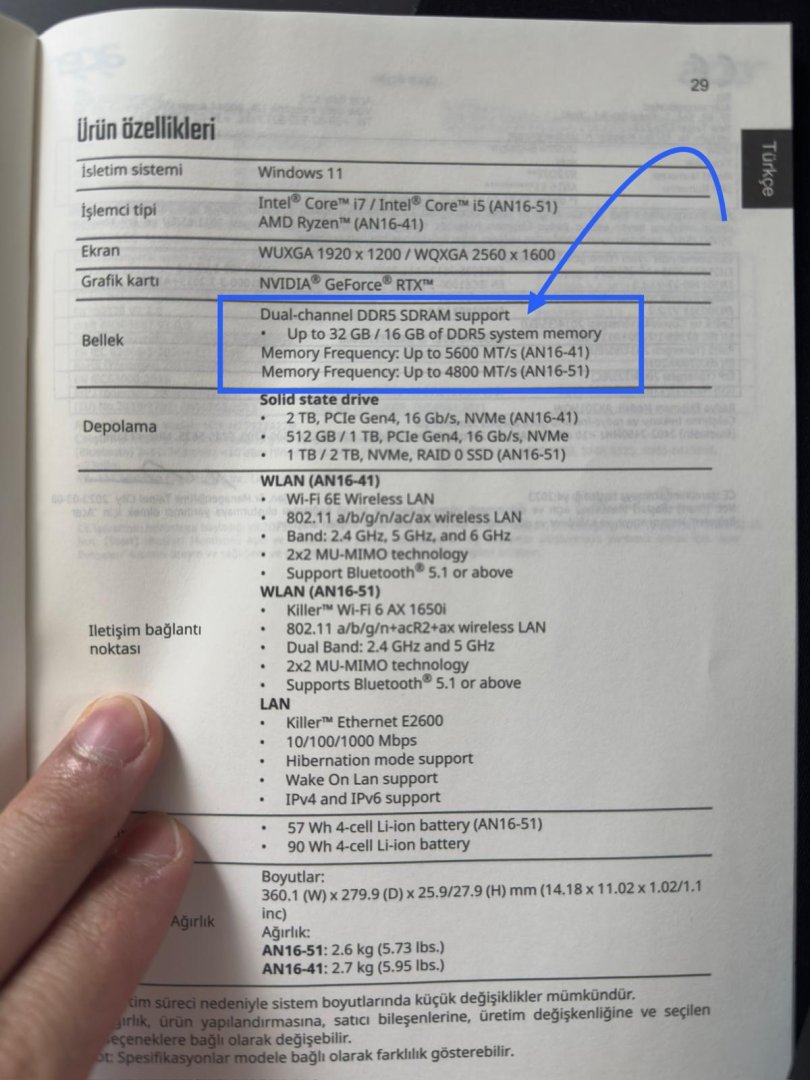 29
Türkçe
Ürün özellikleri
İşletim sistemi Windows 11
İşlemci tipi Intel® Core™ i7 / Intel® Core™ i5 (AN16-51)
AMD Ryzen™ (AN16-41)
Ekran WUXGA 1920 x 1200 / WQXGA 2560 x 1600
Grafik kartı NVIDIA® GeForce® RTX™
Bellek
Dual-channel DDR5 SDRAM support
• Up to 32 GB / 16 GB of DDR5 system memory
Memory Frequency: Up to 5600 MT/s (AN16-41)
Memory Frequency: Up to 4800 MT/s (AN16-51)
Depolama
Solid state drive
• 2 TB, PCIe Gen4, 16 Gb/s, NVMe (AN16-41)
• 512 GB / 1 TB, PCIe Gen4, 16 Gb/s, NVMe
• 1 TB / 2 TB, NVMe, RAID 0 SSD (AN16-51)
Iletişim bağlantı
noktası
WLAN (AN16-41)
• Wi-Fi 6E Wireless LAN
• 802.11 a/b/g/n/ac/ax wireless LAN
• Band: 2.4 GHz, 5 GHz, and 6 GHz
• 2x2 MU-MIMO technology
• Support Bluetooth® 5.1 or above
WLAN (AN16-51)
• Killer™ Wi-Fi 6 AX 1650i
• 802.11 a/b/g/n+acR2+ax wireless LAN
• Dual Band: 2.4 GHz and 5 GHz
• 2x2 MU-MIMO technology
• Supports Bluetooth® 5.1 or above
LAN
• Killer™ Ethernet E2600
• 10/100/1000 Mbps
• Hibernation mode support
• Wake On Lan support
• IPv4 and IPv6 support
• 57 Wh 4-cell Li-ion battery (AN16-51)
• 90 Wh 4-cell Li-ion battery
Ağırlık
Boyutlar:
360.1 (W) x 279.9 (D) x 25.9/27.9 (H) mm (14.18 x 11.02 x 1.02/1.1
inc)
Ağırlık:
AN16-51: 2.6 kg (5.73 lbs.)
AN16-41: 2.7 kg (5.95 lbs.)
süreci nedeniyle sistem boyutlarında küçük değişiklikler mümkündür.
ürün yapılandırmasına, satıcı bileşenlerine, üretim değişkenliğine ve seçilen
bağlı olarak değişebilir.
Spesifikasyonlar modele bağlı olarak farklılık gösterebilir.